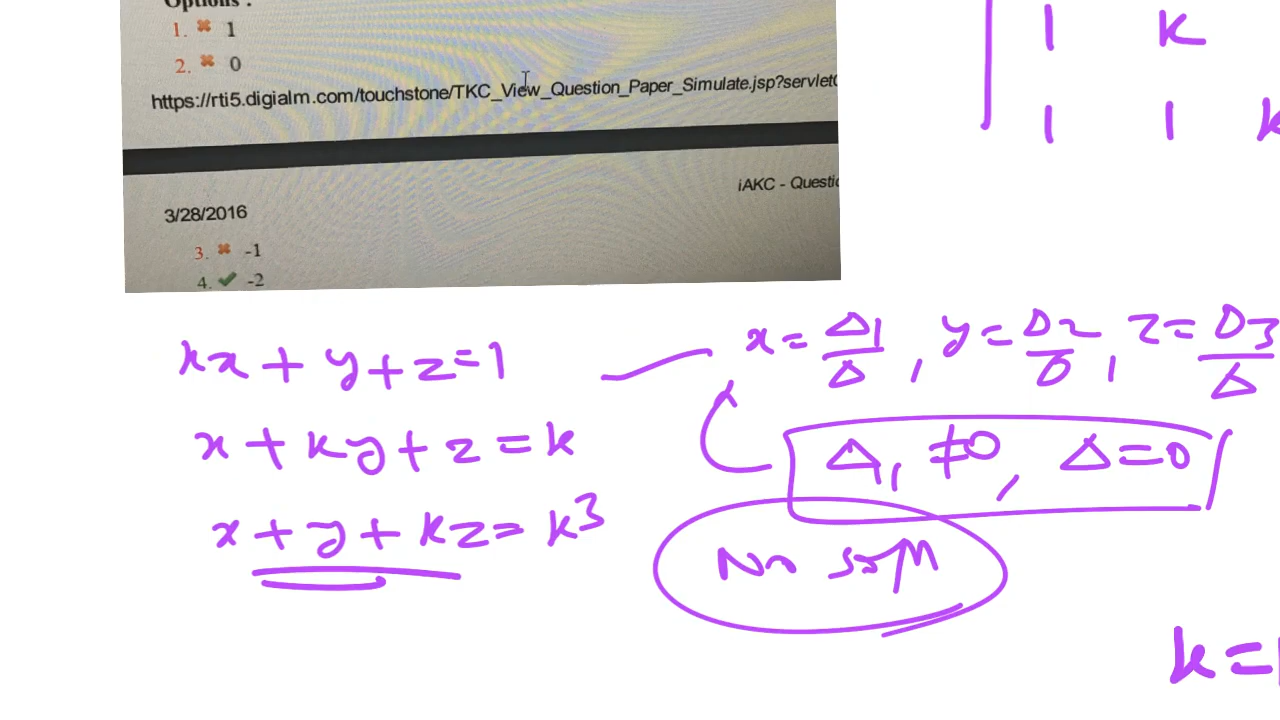 Options :
1. ✖ 1
2. ✖ 0
https://rti5.digialm.com/touchstone/TKC_View_Question_Paper_Simulate.jsp?servlet
iAKC - Questi
3/28/2016
3. ✖ -1
4. ✔ -2
1 k
1 1 k
kx + y + z = 1
x = Δ1/Δ , y = Δ2/Δ , z = Δ3/Δ
x + ky + z = k
Δ1 ≠ 0 , Δ = 0
x + y + kz = k³
No soln
k =